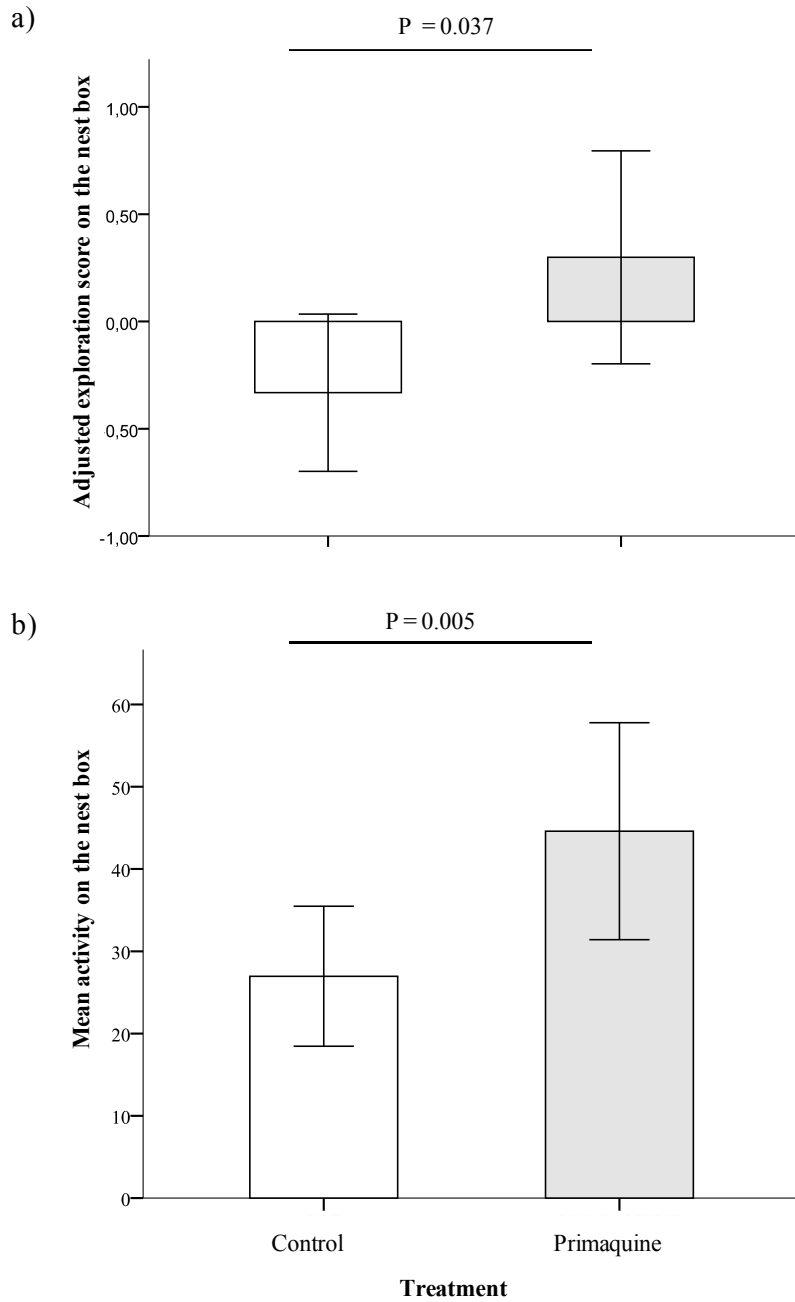 a)
P = 0.037
Adjusted exploration score on the nest box
1,00
0,50
0,00
0,50
-1,00
b)
P = 0.005
Mean activity on the nest box
60
50
40
30
20
10
0
Control Primaquine
Treatment